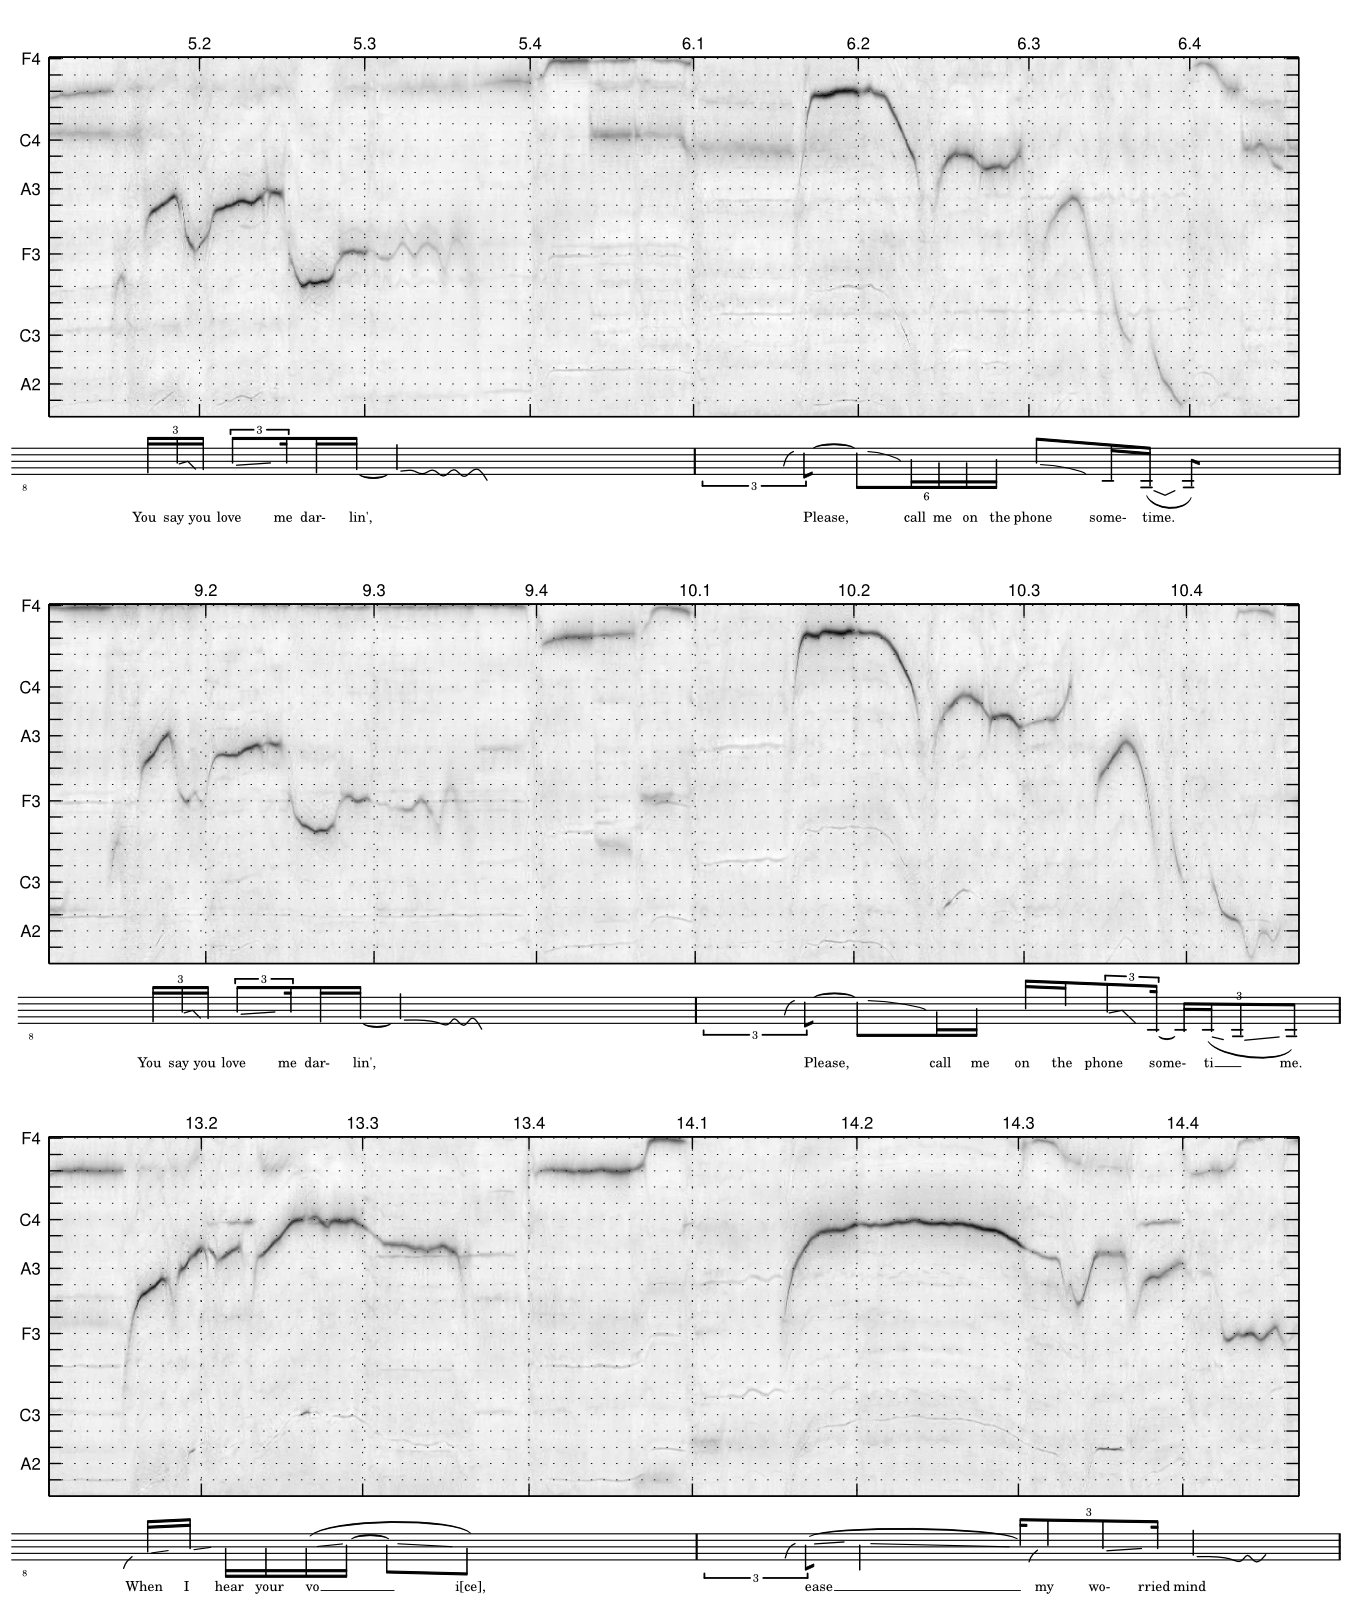 5.2 5.3 5.4 6.1 6.2 6.3 6.4
F4
C4
A3
F3
C3
A2
3 3 3 6
8
You say you love me dar- lin', Please, call me on the phone some- time.
9.2 9.3 9.4 10.1 10.2 10.3 10.4
F4
C4
A3
F3
C3
A2
3 3 3 3 3
8
You say you love me dar- lin', Please, call me on the phone some- ti me.
13.2 13.3 13.4 14.1 14.2 14.3 14.4
F4
C4
A3
F3
C3
A2
3 3
8
When I hear your vo i[ce], ease my wo- rried mind